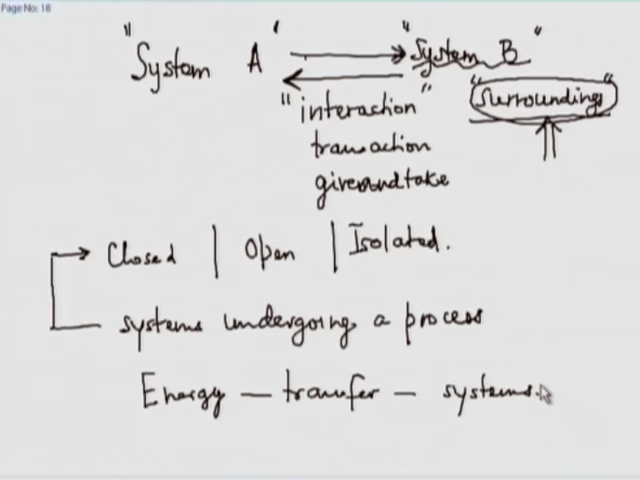 Page No: 18
"System A' "System B"
"interaction" "surroundings"
transaction
give and take
Closed | Open | Isolated.
systems undergoing a process
Energy — transfer — systems.